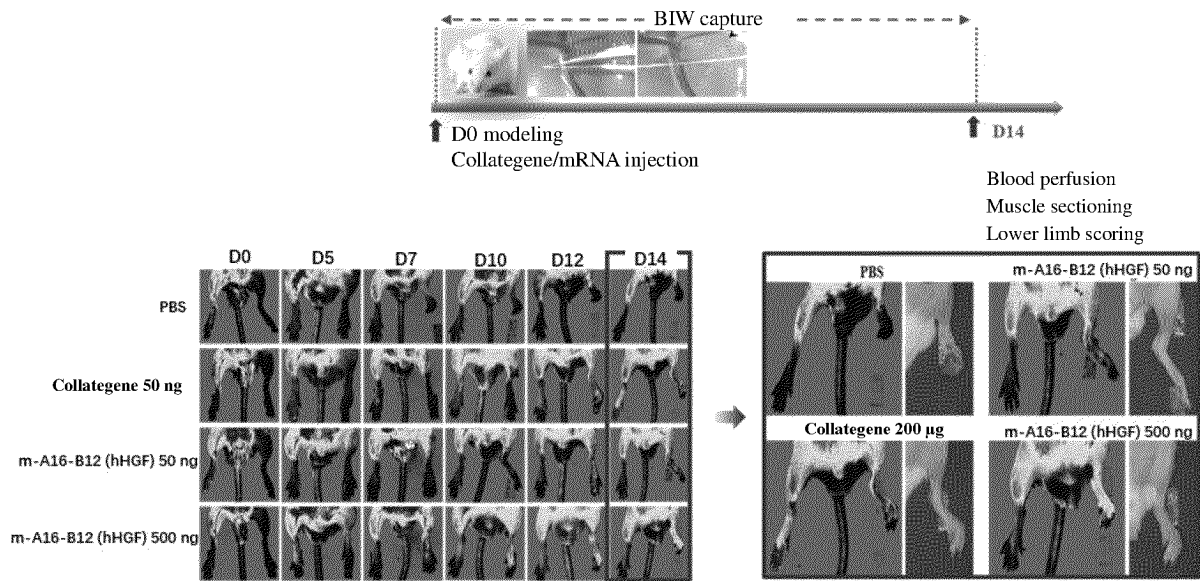 BIW capture
D0 modeling
Collategene/mRNA injection
D14
Blood perfusion
Muscle sectioning
Lower limb scoring
D0 D5 D7 D10 D12 D14
PBS
Collategene 50 ng
m-A16-B12 (hHGF) 50 ng
m-A16-B12 (hHGF) 500 ng
PBS m-A16-B12 (hHGF) 50 ng
Collategene 200 μg m-A16-B12 (hHGF) 500 ng